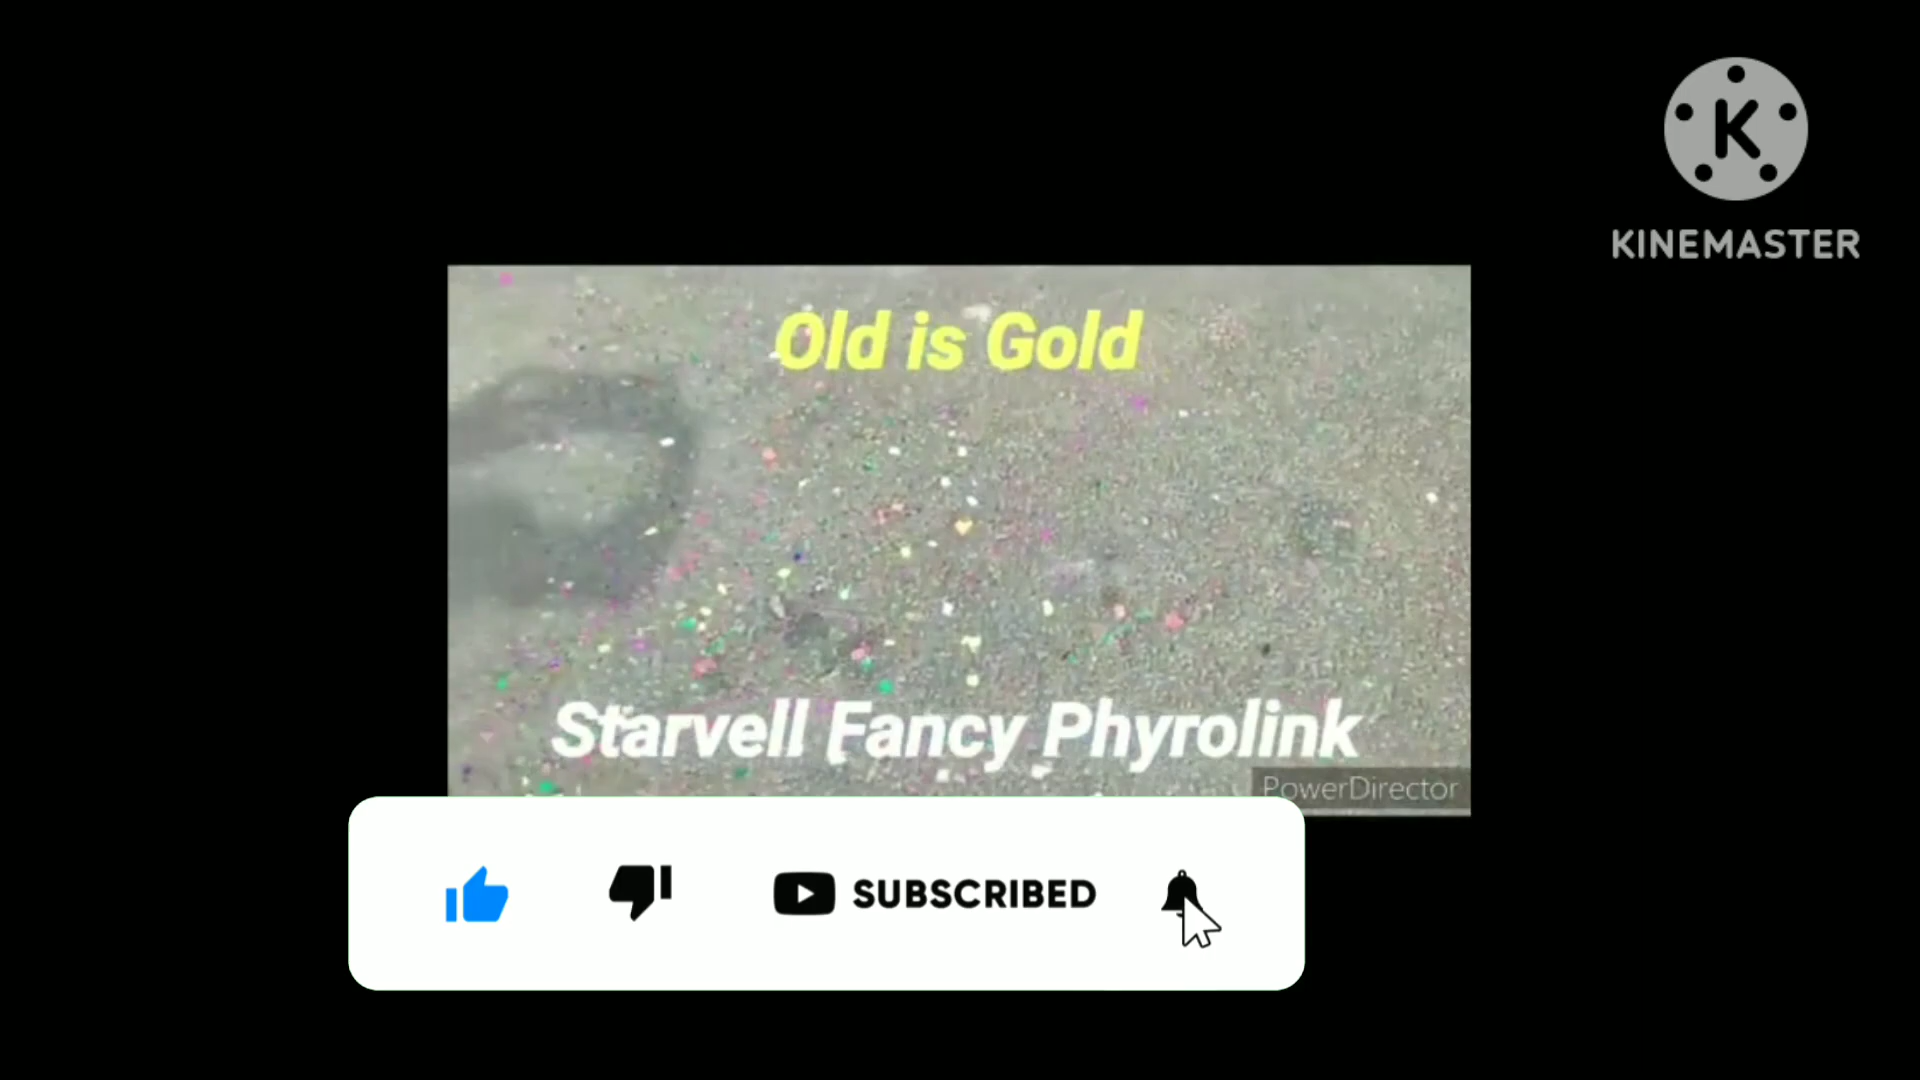 K
KINEMASTER
Old is Gold
Starvell Fancy Phyrolink
PowerDirector
SUBSCRIBED